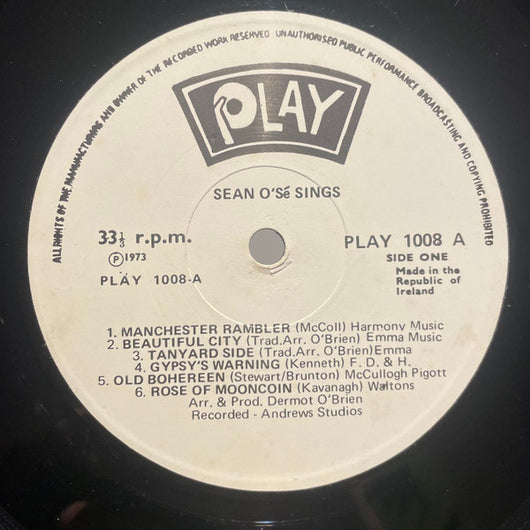 ALL RIGHTS OF THE MANUFACTURING AND OWNER OF THE RECORDED WORK RESERVED UNAUTHORISED PUBLIC PERFORMANCE BROADCASTING AND COPYING PROHIBITED
PLAY
SEAN O'Sé SINGS
33⅓ r.p.m.
Ⓟ1973
PLAY 1008-A
PLAY 1008 A
SIDE ONE
Made in the
Republic of
Ireland
1. MANCHESTER RAMBLER (McColl) Harmony Music
2. BEAUTIFUL CITY (Trad.Arr. O'Brien) Emma Music
3. TANYARD SIDE (Trad.Arr. O'Brien)Emma
4. GYPSY'S WARNING (Kenneth) F. D. & H.
5. OLD BOHEREEN (Stewart/Brunton) McCullogh Pigott
6. ROSE OF MOONCOIN (Kavanagh) Waltons
Arr. & Prod. Dermot O'Brien
Recorded - Andrews Studios